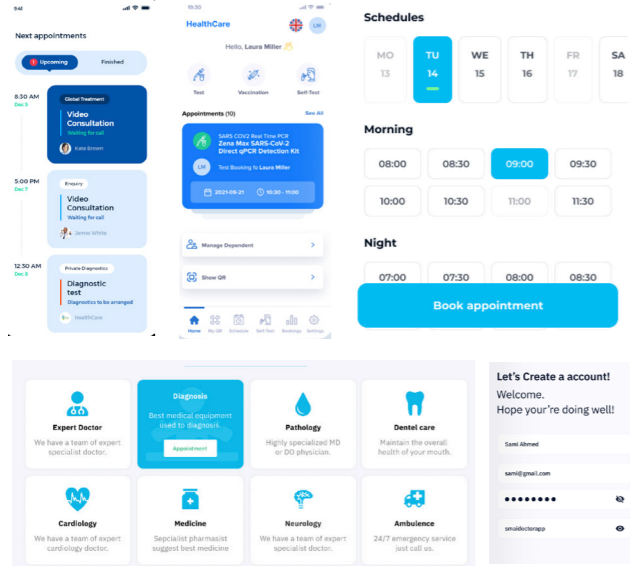 9:41
Next appointments
1 Upcoming
Finished
8:30 AM
Dec 5
Global Treatment
Video
Consultation
Waiting for call
Kate Brown
5:00 PM
Dec 7
Enquiry
Video
Consultation
Waiting for call
James White
12:30 AM
Dec 8
Private Diagnostics
Diagnostic
test
Diagnostics to be arranged
HealthCare
19:30
HealthCare
LM
Hello, Laura Miller
Test
Vaccination
Self-Test
Appointments (10)
See All
SARS COV2 Real Time PCR
Zena Max SARS-CoV-2
Direct qPCR Detection Kit
LM
Test Booking to Laura Miller
2021-09-21
10:30 - 11:00
Manage Dependent
Show QR
Home
My QR
Schedule
Self-Test
Bookings
Settings
Schedules
MO
TU
WE
TH
FR
SA
13
14
15
16
17
18
Morning
08:00
08:30
09:00
09:30
10:00
10:30
11:00
11:30
Night
07:00
07:30
08:00
08:30
Book appointment
Expert Doctor
We have a team of expert
specialist doctor.
Diagnosis
Best medical equipment
used to diagnosis.
Appointment
Pathology
Highly specialized MD
or DO physician.
Dentel care
Maintain the overall
health of your mouth.
Cardiology
We have a team of expert
cardiology doctor.
Medicine
Sepcialist pharmasist
suggest best medicine
Neurology
We have a team of expert
specialist doctor.
Ambulence
24/7 emergency service
just call us.
Let's Create a account!
Welcome.
Hope your're doing well!
Sami Ahmed
sami@gmail.com
smaidoctorapp